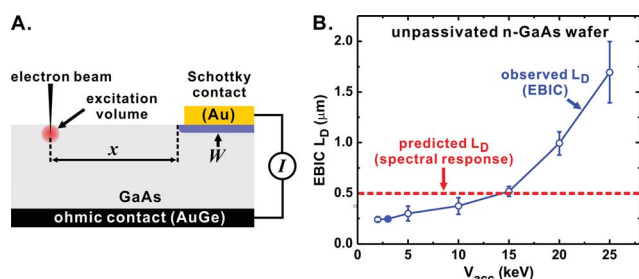 A.
electron beam
excitation
volume
Schottky
contact
(Au)
x
W
I
GaAs
ohmic contact (AuGe)
B.
unpassivated n-GaAs wafer
observed L_D
(EBIC)
predicted L_D
(spectral response)
EBIC L_D (μm)
2.0
1.5
1.0
0.5
0.0
0 5 10 15 20 25
V_acc (keV)